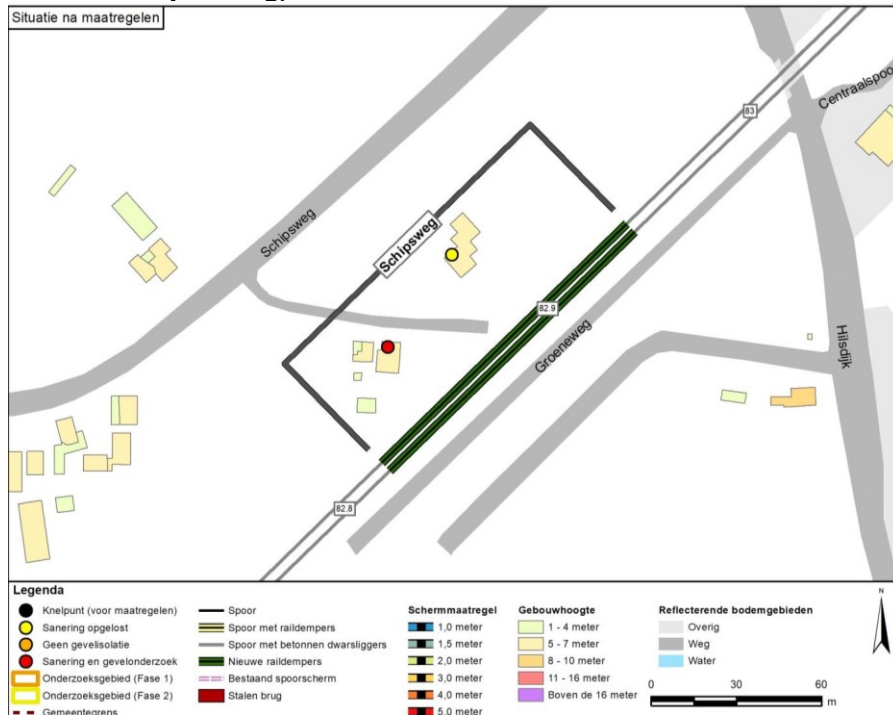 Situatie na maatregelen
83
Centraalspoo
Schipsweg
Schipsweg
82.9
Groeneweg
Hilsdijk
82.8
Legenda
Knelpunt (voor maatregelen)
Sanering opgelost
Geen gevelisolatie
Sanering en gevelonderzoek
Onderzoeksgebied (Fase 1)
Onderzoeksgebied (Fase 2)
Gemeentegrens
Spoor
Spoor met raildempers
Spoor met betonnen dwarsliggers
Nieuwe raildempers
Bestaand spoorscherm
Stalen brug
Schermmaatregel
1,0 meter
1,5 meter
2,0 meter
3,0 meter
4,0 meter
5,0 meter
Gebouwhoogte
1 - 4 meter
5 - 7 meter
8 - 10 meter
11 - 16 meter
Boven de 16 meter
Reflecterende bodemgebieden
Overig
Weg
Water
N
0 30 60
m